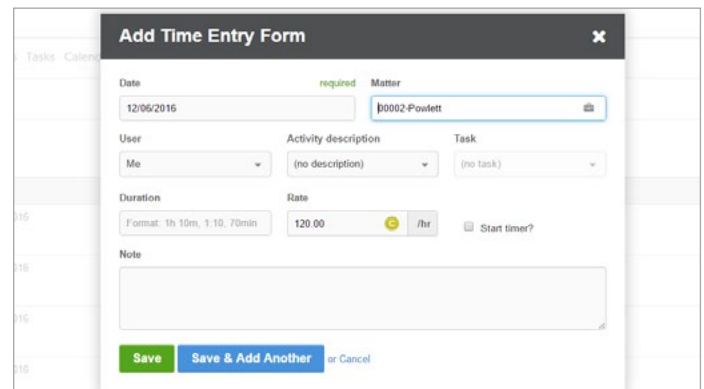 Add Time Entry Form
Tasks Calend
Date required Matter
12/06/2016 00002-Powlett
User Activity description Task
Me (no description) (no task)
Duration Rate
Format: 1h 10m, 1:10, 70min 120.00 C /hr Start timer?
016
Note
016
016
Save Save & Add Another or Cancel
016